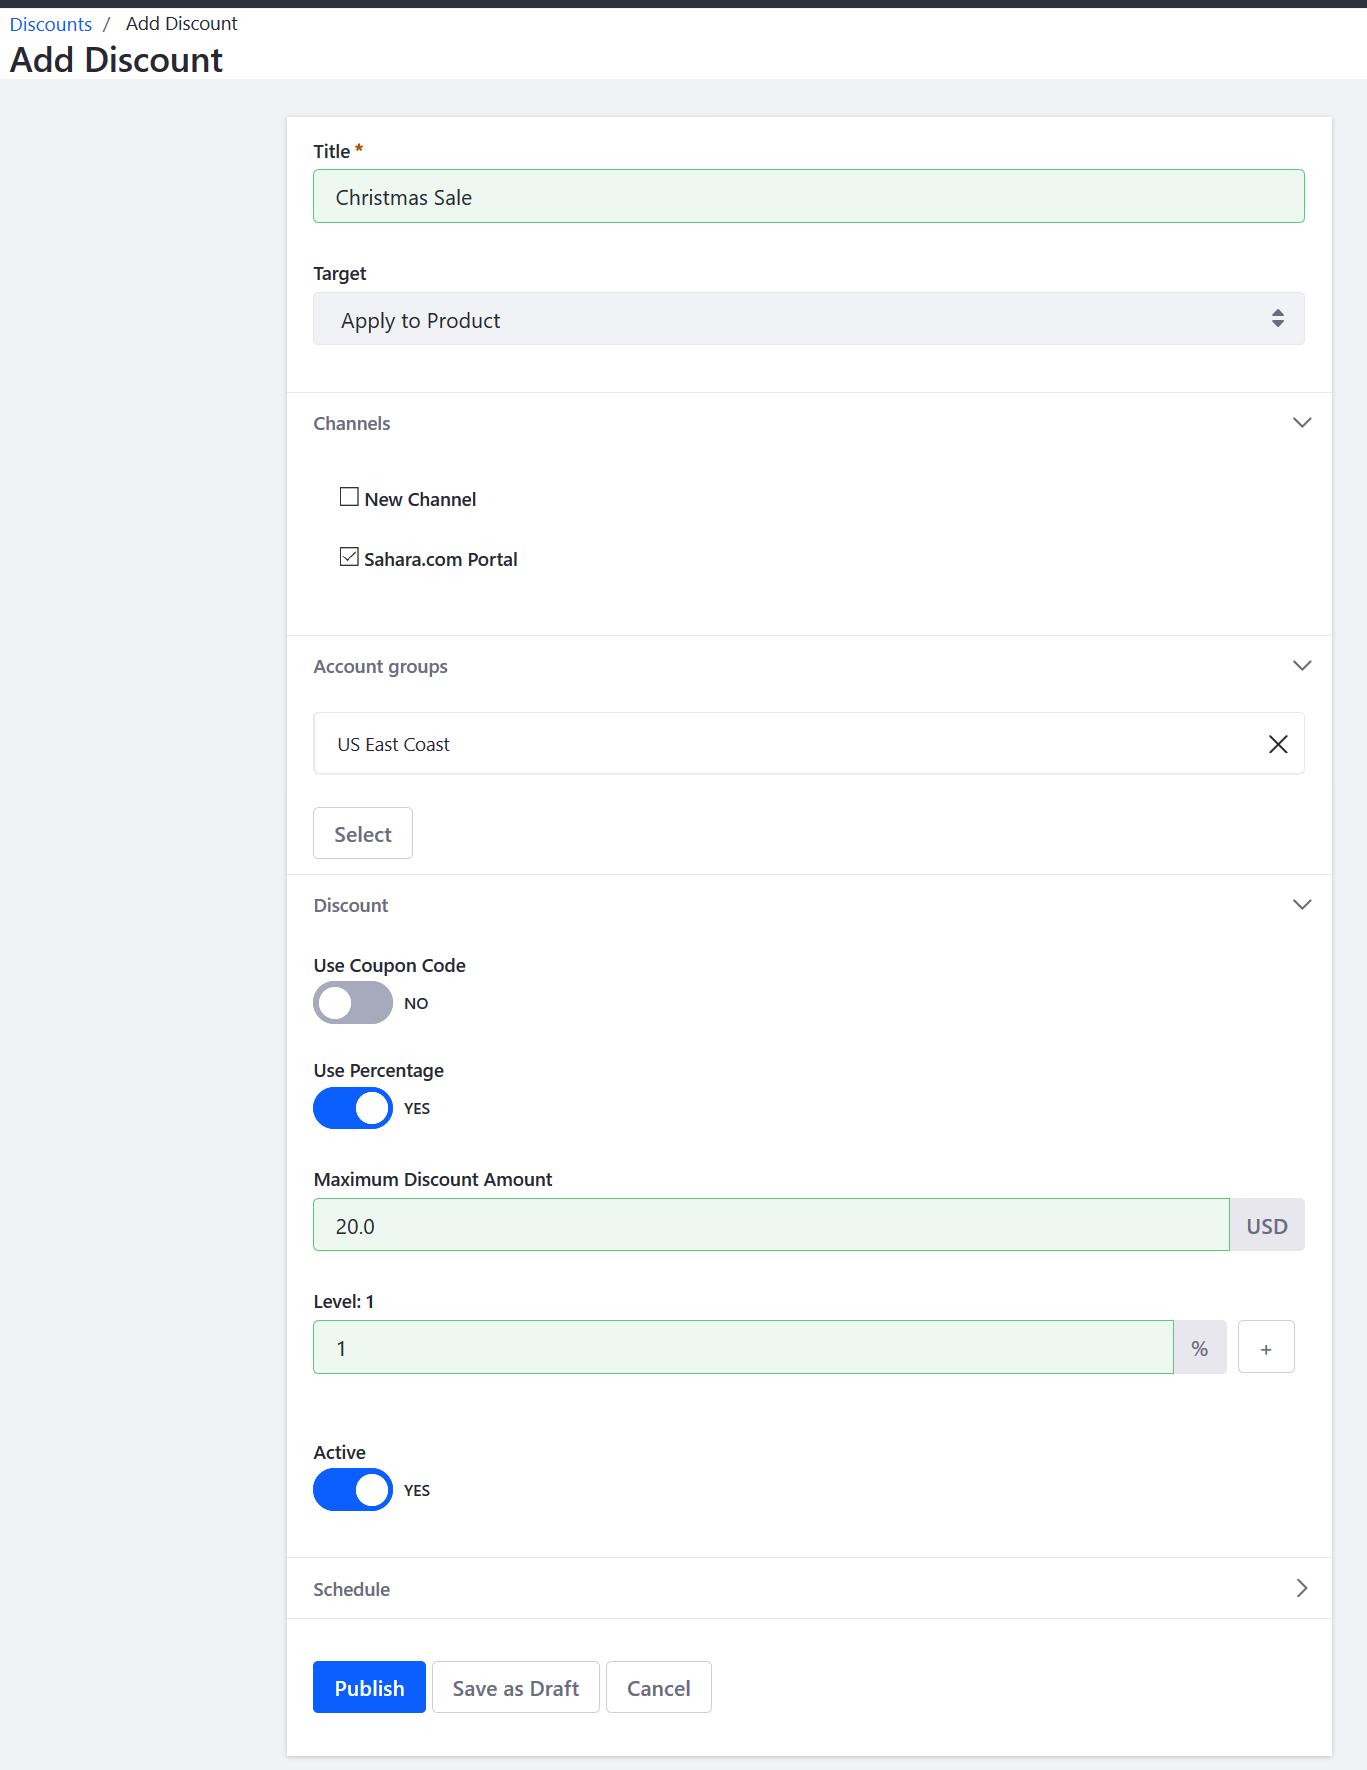 Discounts / Add Discount
Add Discount
Title *
Christmas Sale
Target
Apply to Product
Channels
New Channel
Sahara.com Portal
Account groups
US East Coast
Select
Discount
Use Coupon Code
NO
Use Percentage
YES
Maximum Discount Amount
20.0 USD
Level: 1
1 % +
Active
YES
Schedule
Publish Save as Draft Cancel